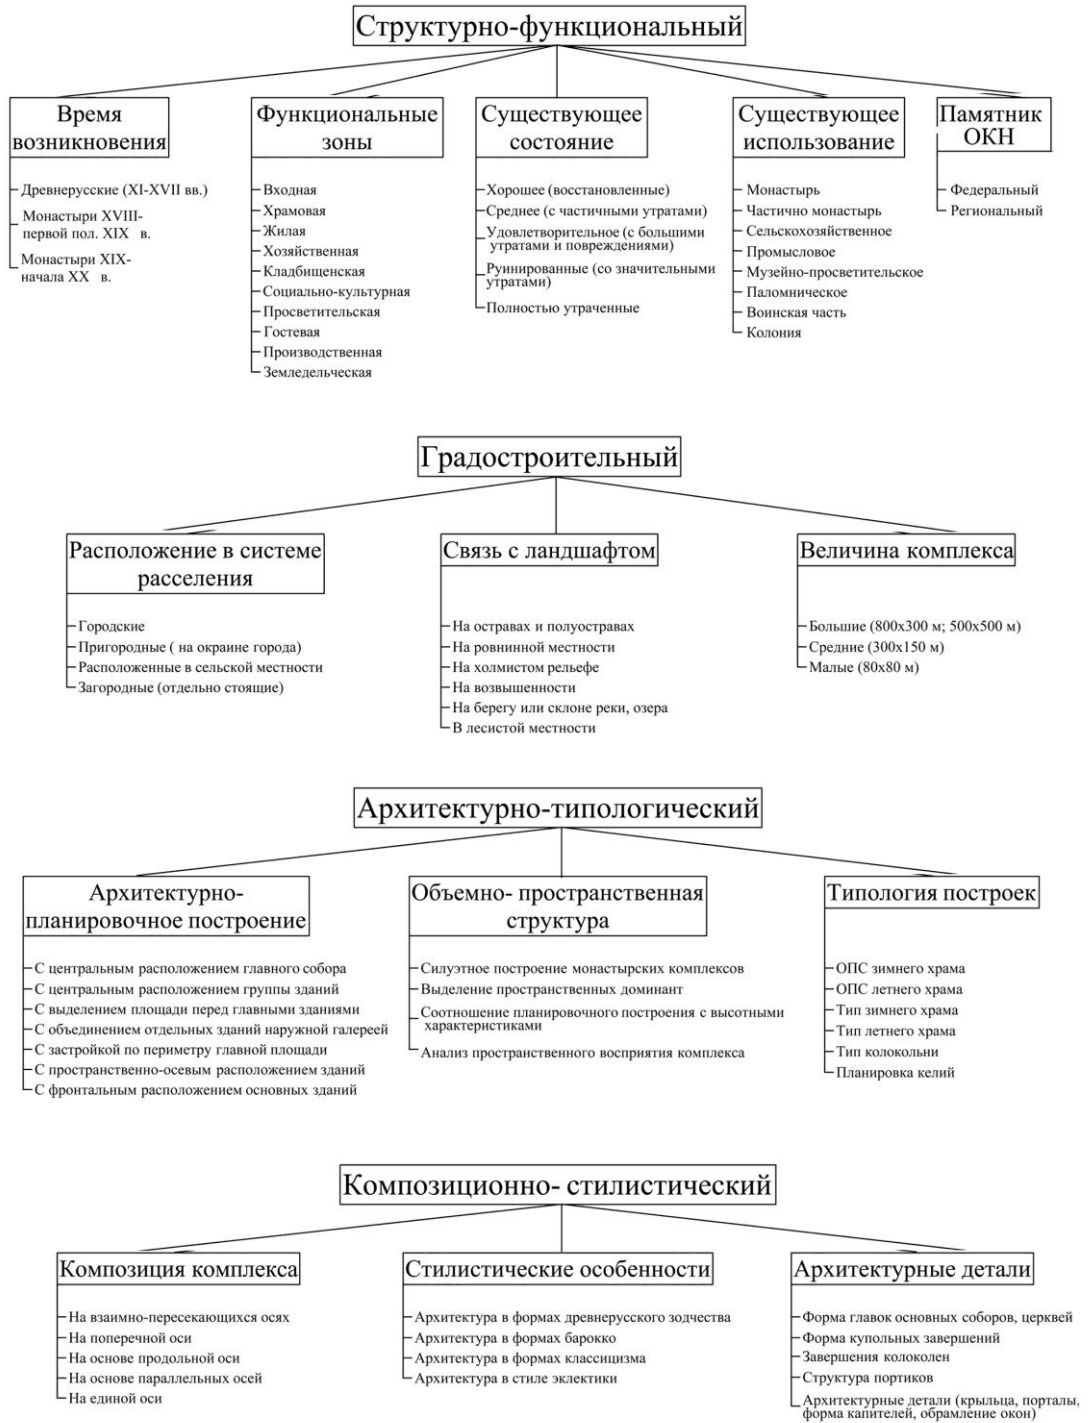 Структурно-функциональный
Время
возникновения
Древнерусские (XI-XVII вв.)
Монастыри XVIII-
первой пол. XIX в.
Монастыри XIX-
начала XX в.
Функциональные
зоны
Входная
Храмовая
Жилая
Хозяйственная
Кладбищенская
Социально-культурная
Просветительская
Гостевая
Производственная
Земледельческая
Существующее
состояние
Хорошее (восстановленные)
Среднее (с частичными утратами)
Удовлетворительное (с большими
утратами и повреждениями)
Руинированные (со значительными
утратами)
Полностью утраченные
Существующее
использование
Монастырь
Частично монастырь
Сельскохозяйственное
Промысловое
Музейно-просветительское
Паломническое
Воинская часть
Колония
Памятник
ОКН
Федеральный
Региональный
Градостроительный
Расположение в системе
расселения
Городские
Пригородные ( на окраине города)
Расположенные в сельской местности
Загородные (отдельно стоящие)
Связь с ландшафтом
На островах и полуостравах
На ровнинной местности
На холмистом рельефе
На возвышенности
На берегу или склоне реки, озера
В лесистой местности
Величина комплекса
Большие (800х300 м; 500х500 м)
Средние (300х150 м)
Малые (80х80 м)
Архитектурно-типологический
Архитектурно-
планировочное построение
С центральным расположением главного собора
С центральным расположением группы зданий
С выделением площади перед главными зданиями
С объединением отдельных зданий наружной галереей
С застройкой по периметру главной площади
С пространственно-осевым расположением зданий
С фронтальным расположением основных зданий
Объемно- пространственная
структура
Силуэтное построение монастырских комплексов
Выделение пространственных доминант
Соотношение планировочного построения с высотными
характеристиками
Анализ пространственного восприятия комплекса
Типология построек
ОПС зимнего храма
ОПС летнего храма
Тип зимнего храма
Тип летнего храма
Тип колокольни
Планировка келий
Композиционно- стилистический
Композиция комплекса
На взаимно-пересекающихся осях
На поперечной оси
На основе продольной оси
На основе параллельных осей
На единой оси
Стилистические особенности
Архитектура в формах древнерусского зодчества
Архитектура в формах барокко
Архитектура в формах классицизма
Архитектура в стиле эклектики
Архитектурные детали
Форма главок основных соборов, церквей
Форма купольных завершений
Завершения колоколен
Структура портиков
Архитектурные детали (крыльца, порталы,
форма капителей, обрамление окон)